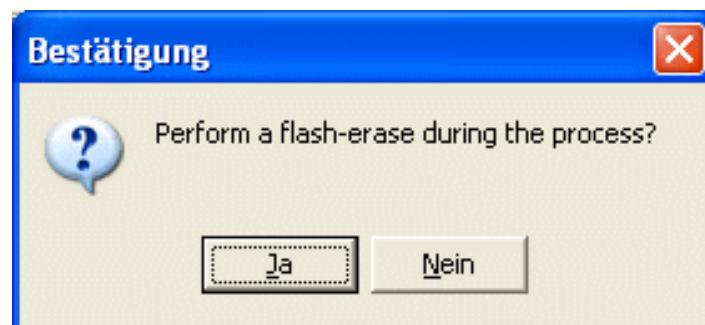 Bestätigung
Perform a flash-erase during the process?
Ja
Nein